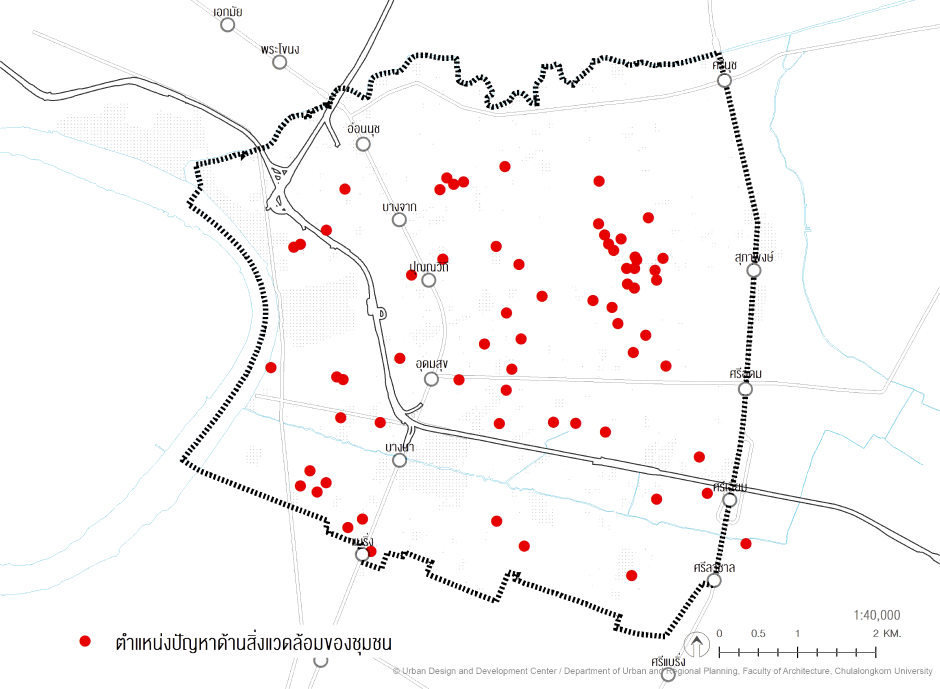 เอกมัย
พระโขนง
ศรีนุช
อ่อนนุช
บางจาก
สุภาพงษ์
ปุณณวิถี
อุดมสุข
ศรีอุดม
บางนา
ศรีเอี่ยม
แบริ่ง
ศรีลาซาล
1:40,000
0 0.5 1 2 KM.
ตำแหน่งปัญหาด้านสิ่งแวดล้อมของชุมชน
ศรีแบริ่ง
© Urban Design and Development Center / Department of Urban and Regional Planning, Faculty of Architecture, Chulalongkorn University